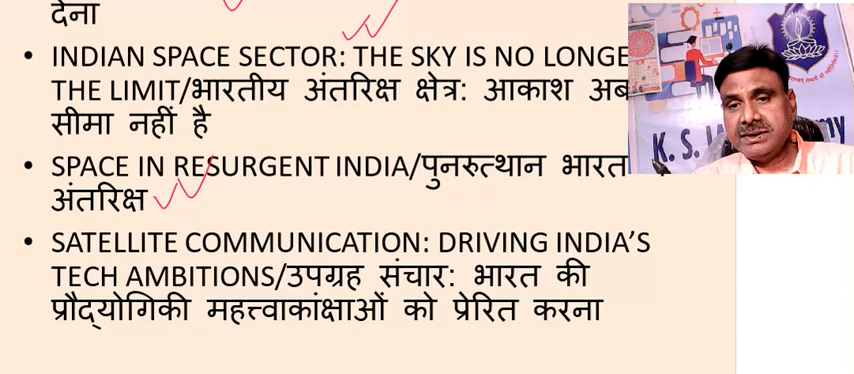 देना
• INDIAN SPACE SECTOR: THE SKY IS NO LONGE
THE LIMIT/भारतीय अंतरिक्ष क्षेत्र: आकाश अब
सीमा नहीं है
• SPACE IN RESURGENT INDIA/पुनरुत्थान भारत
अंतरिक्ष
• SATELLITE COMMUNICATION: DRIVING INDIA'S
TECH AMBITIONS/उपग्रह संचार: भारत की
प्रौद्योगिकी महत्त्वाकांक्षाओं को प्रेरित करना
K. S.